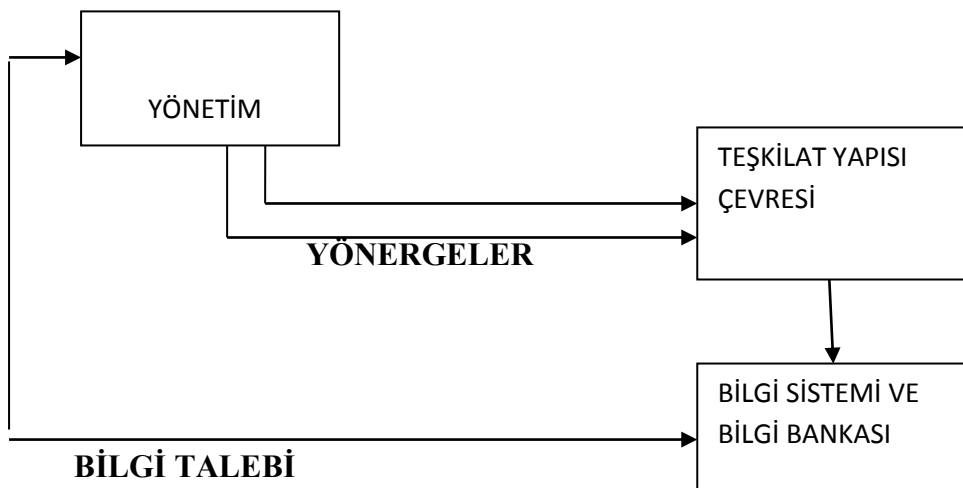 YÖNETİM
TEŞKİLAT YAPISI
ÇEVRESİ
YÖNERGELER
BİLGİ SİSTEMİ VE
BİLGİ BANKASI
BİLGİ TALEBİ